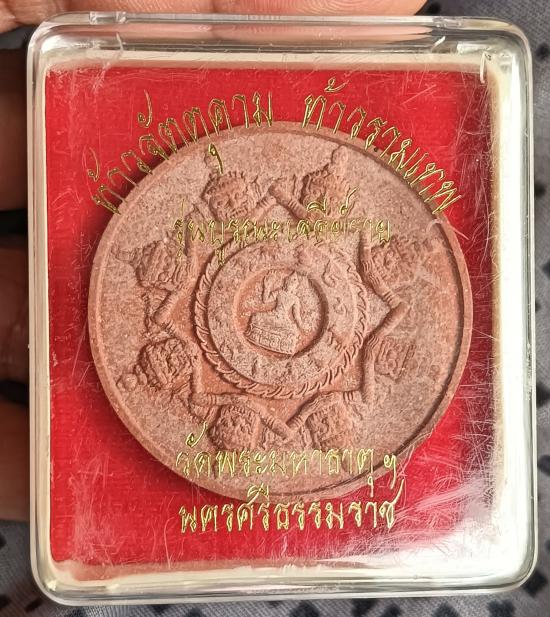 ท้าวจัตตุคาม ท้าวรามเทพ
รุ่นบูรณะเจดีย์ราย
วัดพระมหาธาตุฯ
นครศรีธรรมราช